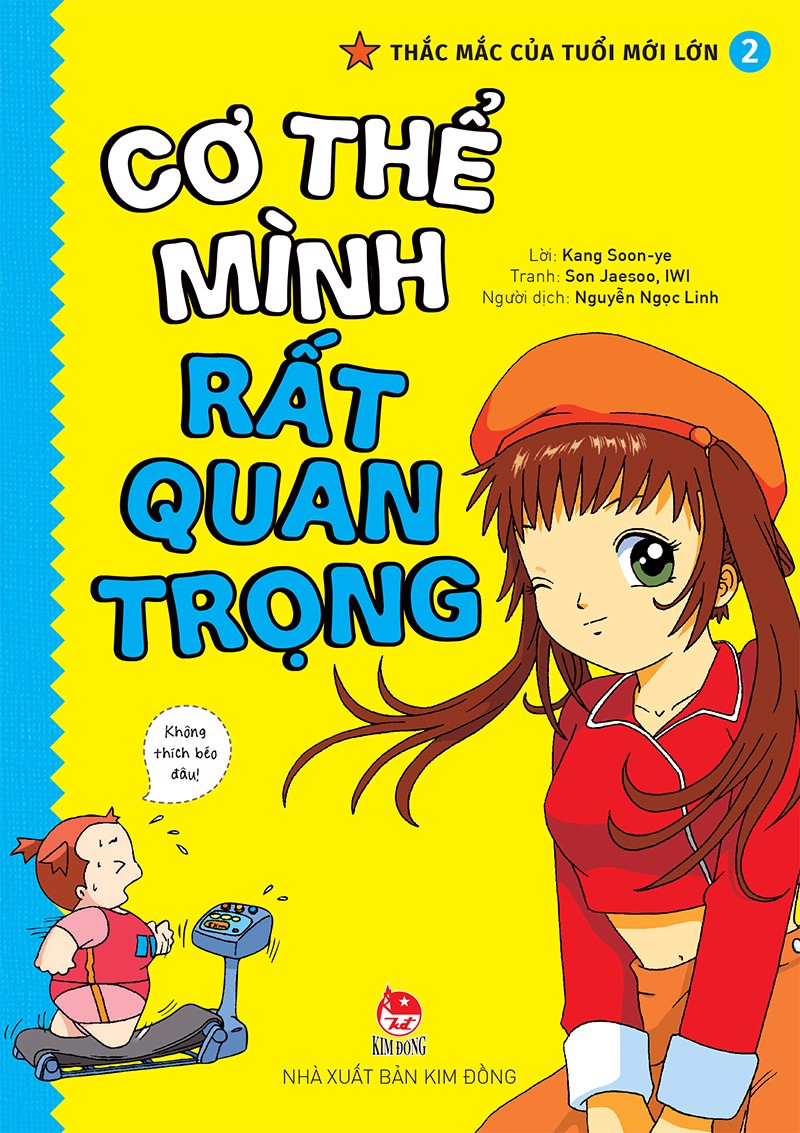 THẮC MẮC CỦA TUỔI MỚI LỚN 2
CƠ THỂ
MÌNH
RẤT
QUAN
TRỌNG
Lời: Kang Soon-ye
Tranh: Son Jaesoo, IWI
Người dịch: Nguyễn Ngọc Linh
Không
thích béo
đâu!
kđ
KIM ĐỒNG
NHÀ XUẤT BẢN KIM ĐỒNG